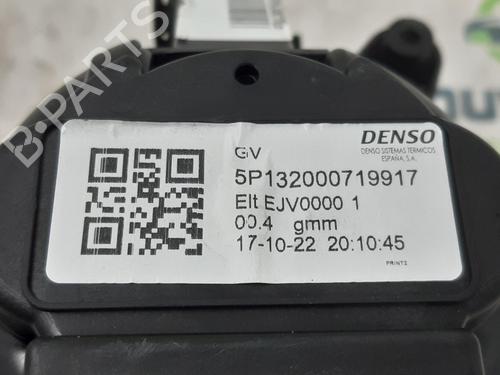 B-PARTS
GV
DENSO
DENSO SISTEMAS TERMICOS
ESPAÑA, S.A.
5P132000719917
Elt EJV0000 1
00.4 gmm
17-10-22 20:10:45
PRINT2